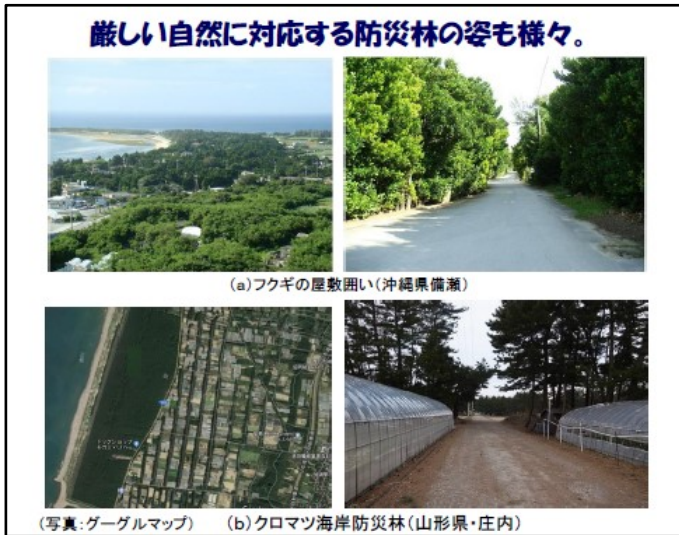 厳しい自然に対応する防災林の姿も様々。
(a)フクギの屋敷囲い(沖縄県備瀬)
(写真:グーグルマップ) (b)クロマツ海岸防災林(山形県・庄内)